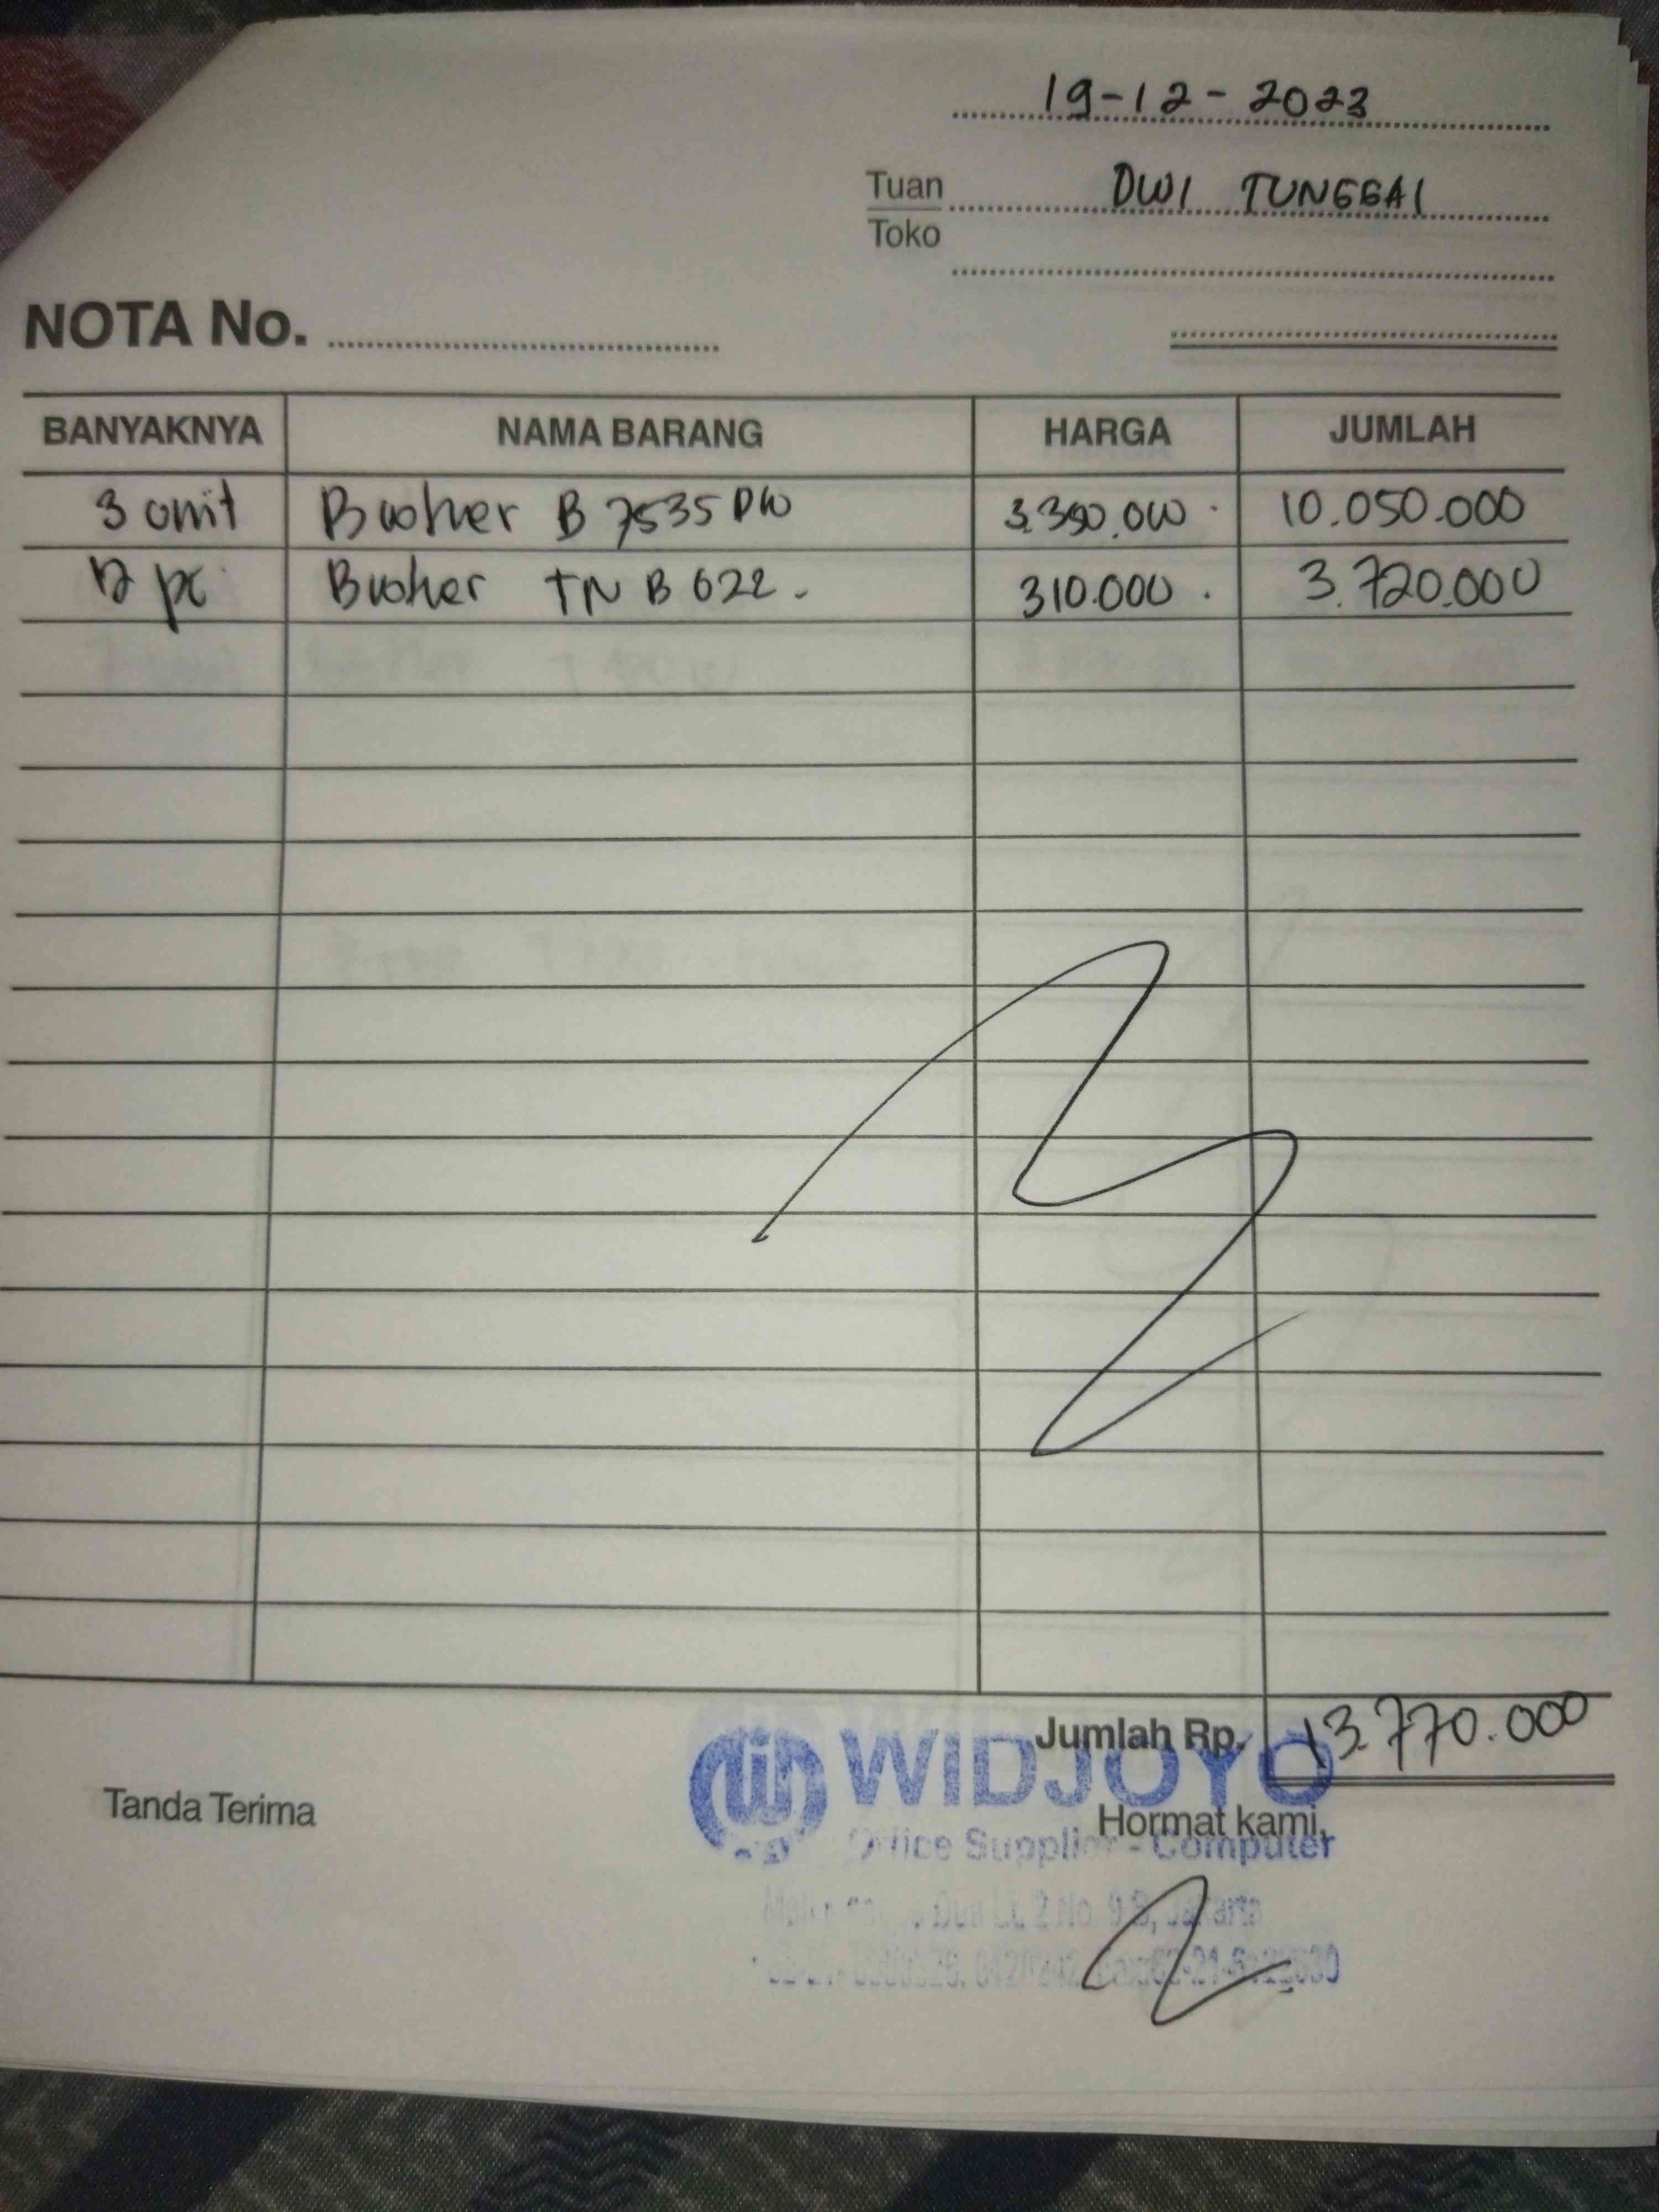 19-12-2023
Tuan DWI TUNGGAL
Toko
NOTA No.
BANYAKNYA NAMA BARANG HARGA JUMLAH
3 unit Brother B 7535 DW 3.350.000 10.050.000
12 pc Brother TN B 022 310.000 3.720.000
Jumlah Rp. 13.770.000
WIDJOYO
Tanda Terima Hormat kami,
Office Supplier - Computer
Jakarta